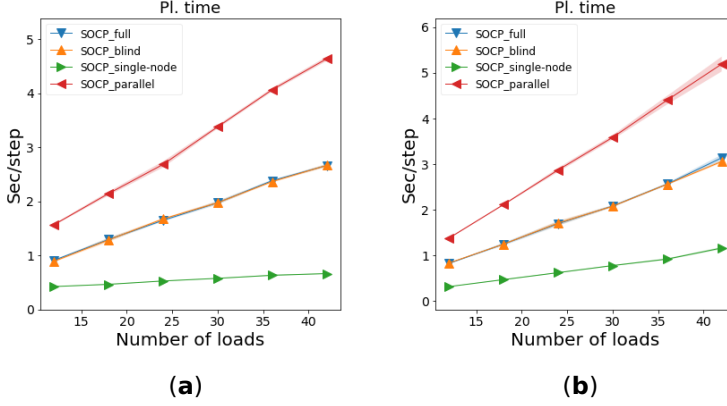 Pl. time
5
4
3
2
1
0
Sec/step
SOCP_full
SOCP_blind
SOCP_single-node
SOCP_parallel
15 20 25 30 35 40
Number of loads
(a)
Pl. time
6
5
4
3
2
1
0
Sec/step
SOCP_full
SOCP_blind
SOCP_single-node
SOCP_parallel
15 20 25 30 35 40
Number of loads
(b)